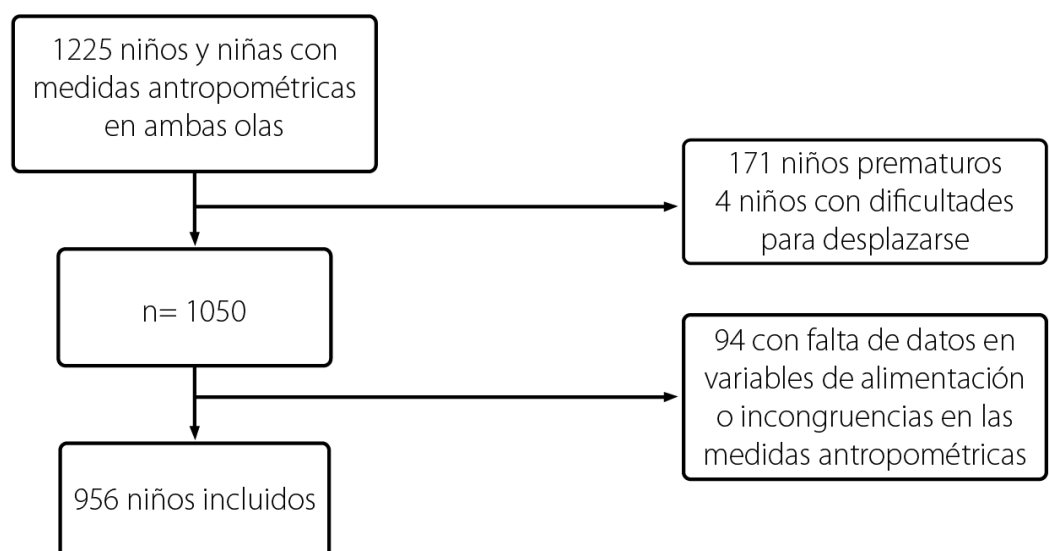 1225 niños y niñas con
medidas antropométricas
en ambas olas
171 niños prematuros
4 niños con dificultades
para desplazarse
n= 1050
94 con falta de datos en
variables de alimentación
o incongruencias en las
medidas antropométricas
956 niños incluidos